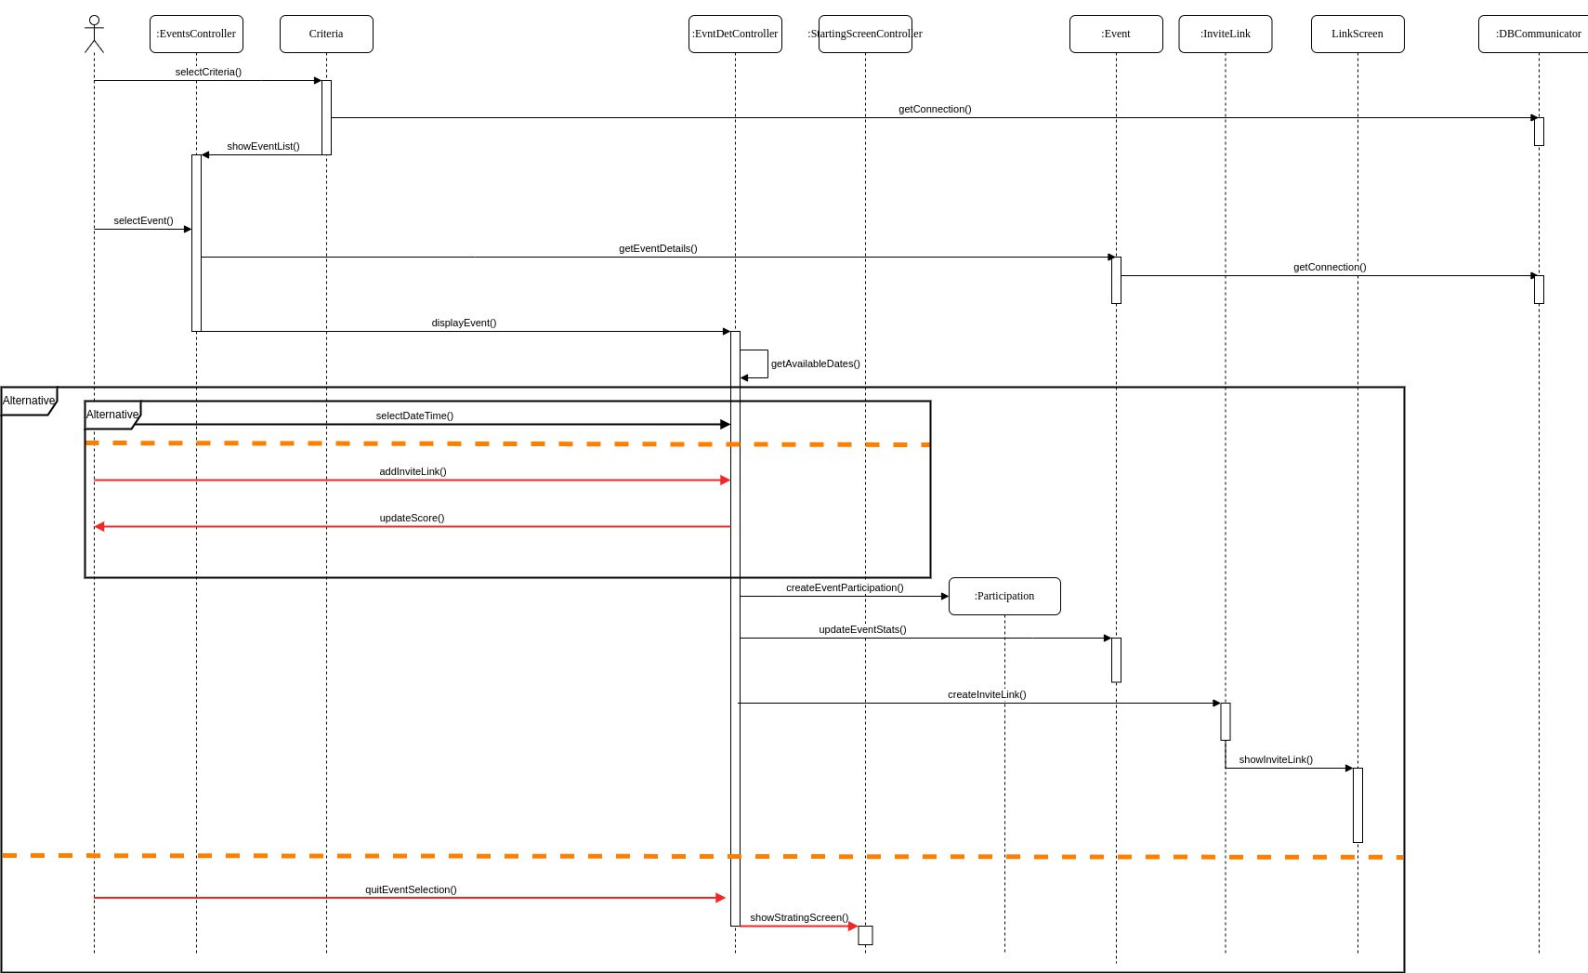 :EventsController
Criteria
:EvntDetController
:StartingScreenController
:Event
:InviteLink
LinkScreen
:DBCommunicator
selectCriteria()
getConnection()
showEventList()
selectEvent()
getEventDetails()
getConnection()
displayEvent()
getAvailableDates()
Alternative
Alternative
selectDateTime()
addInviteLink()
updateScore()
createEventParticipation()
:Participation
updateEventStats()
createInviteLink()
showInviteLink()
quitEventSelection()
showStratingScreen()